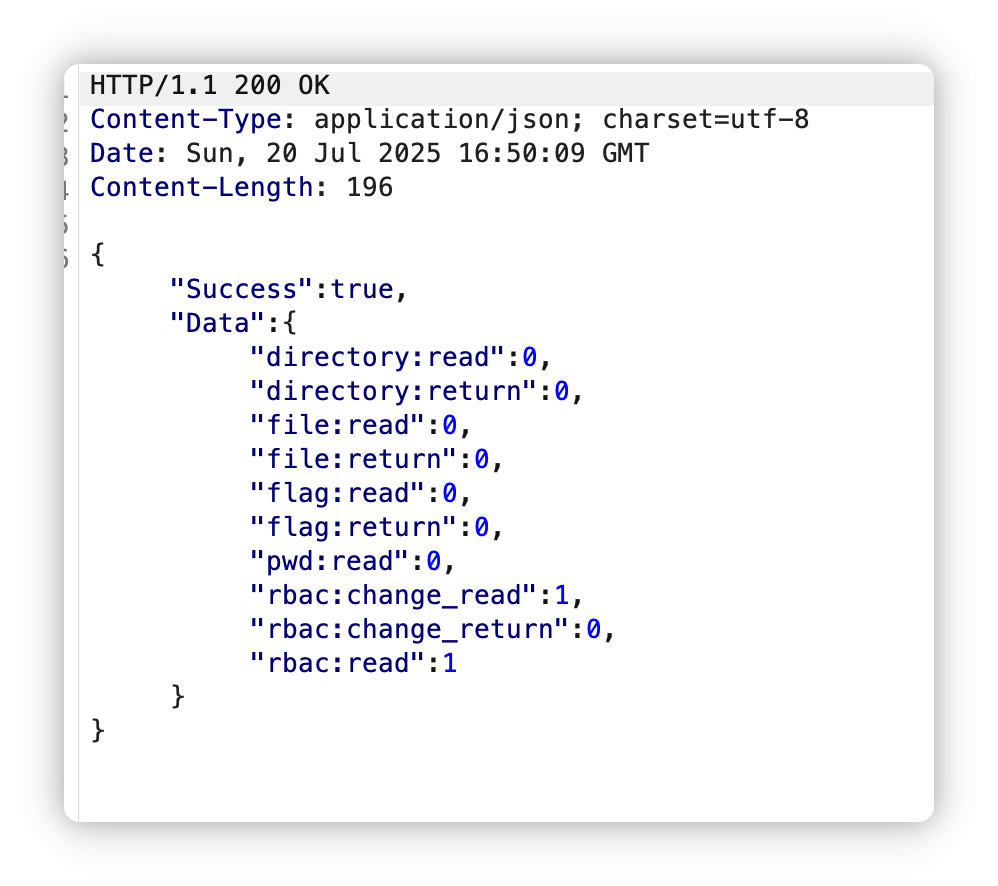 HTTP/1.1 200 OK
Content-Type: application/json; charset=utf-8
Date: Sun, 20 Jul 2025 16:50:09 GMT
Content-Length: 196
{
"Success":true,
"Data":{
"directory:read":0,
"directory:return":0,
"file:read":0,
"file:return":0,
"flag:read":0,
"flag:return":0,
"pwd:read":0,
"rbac:change_read":1,
"rbac:change_return":0,
"rbac:read":1
}
}